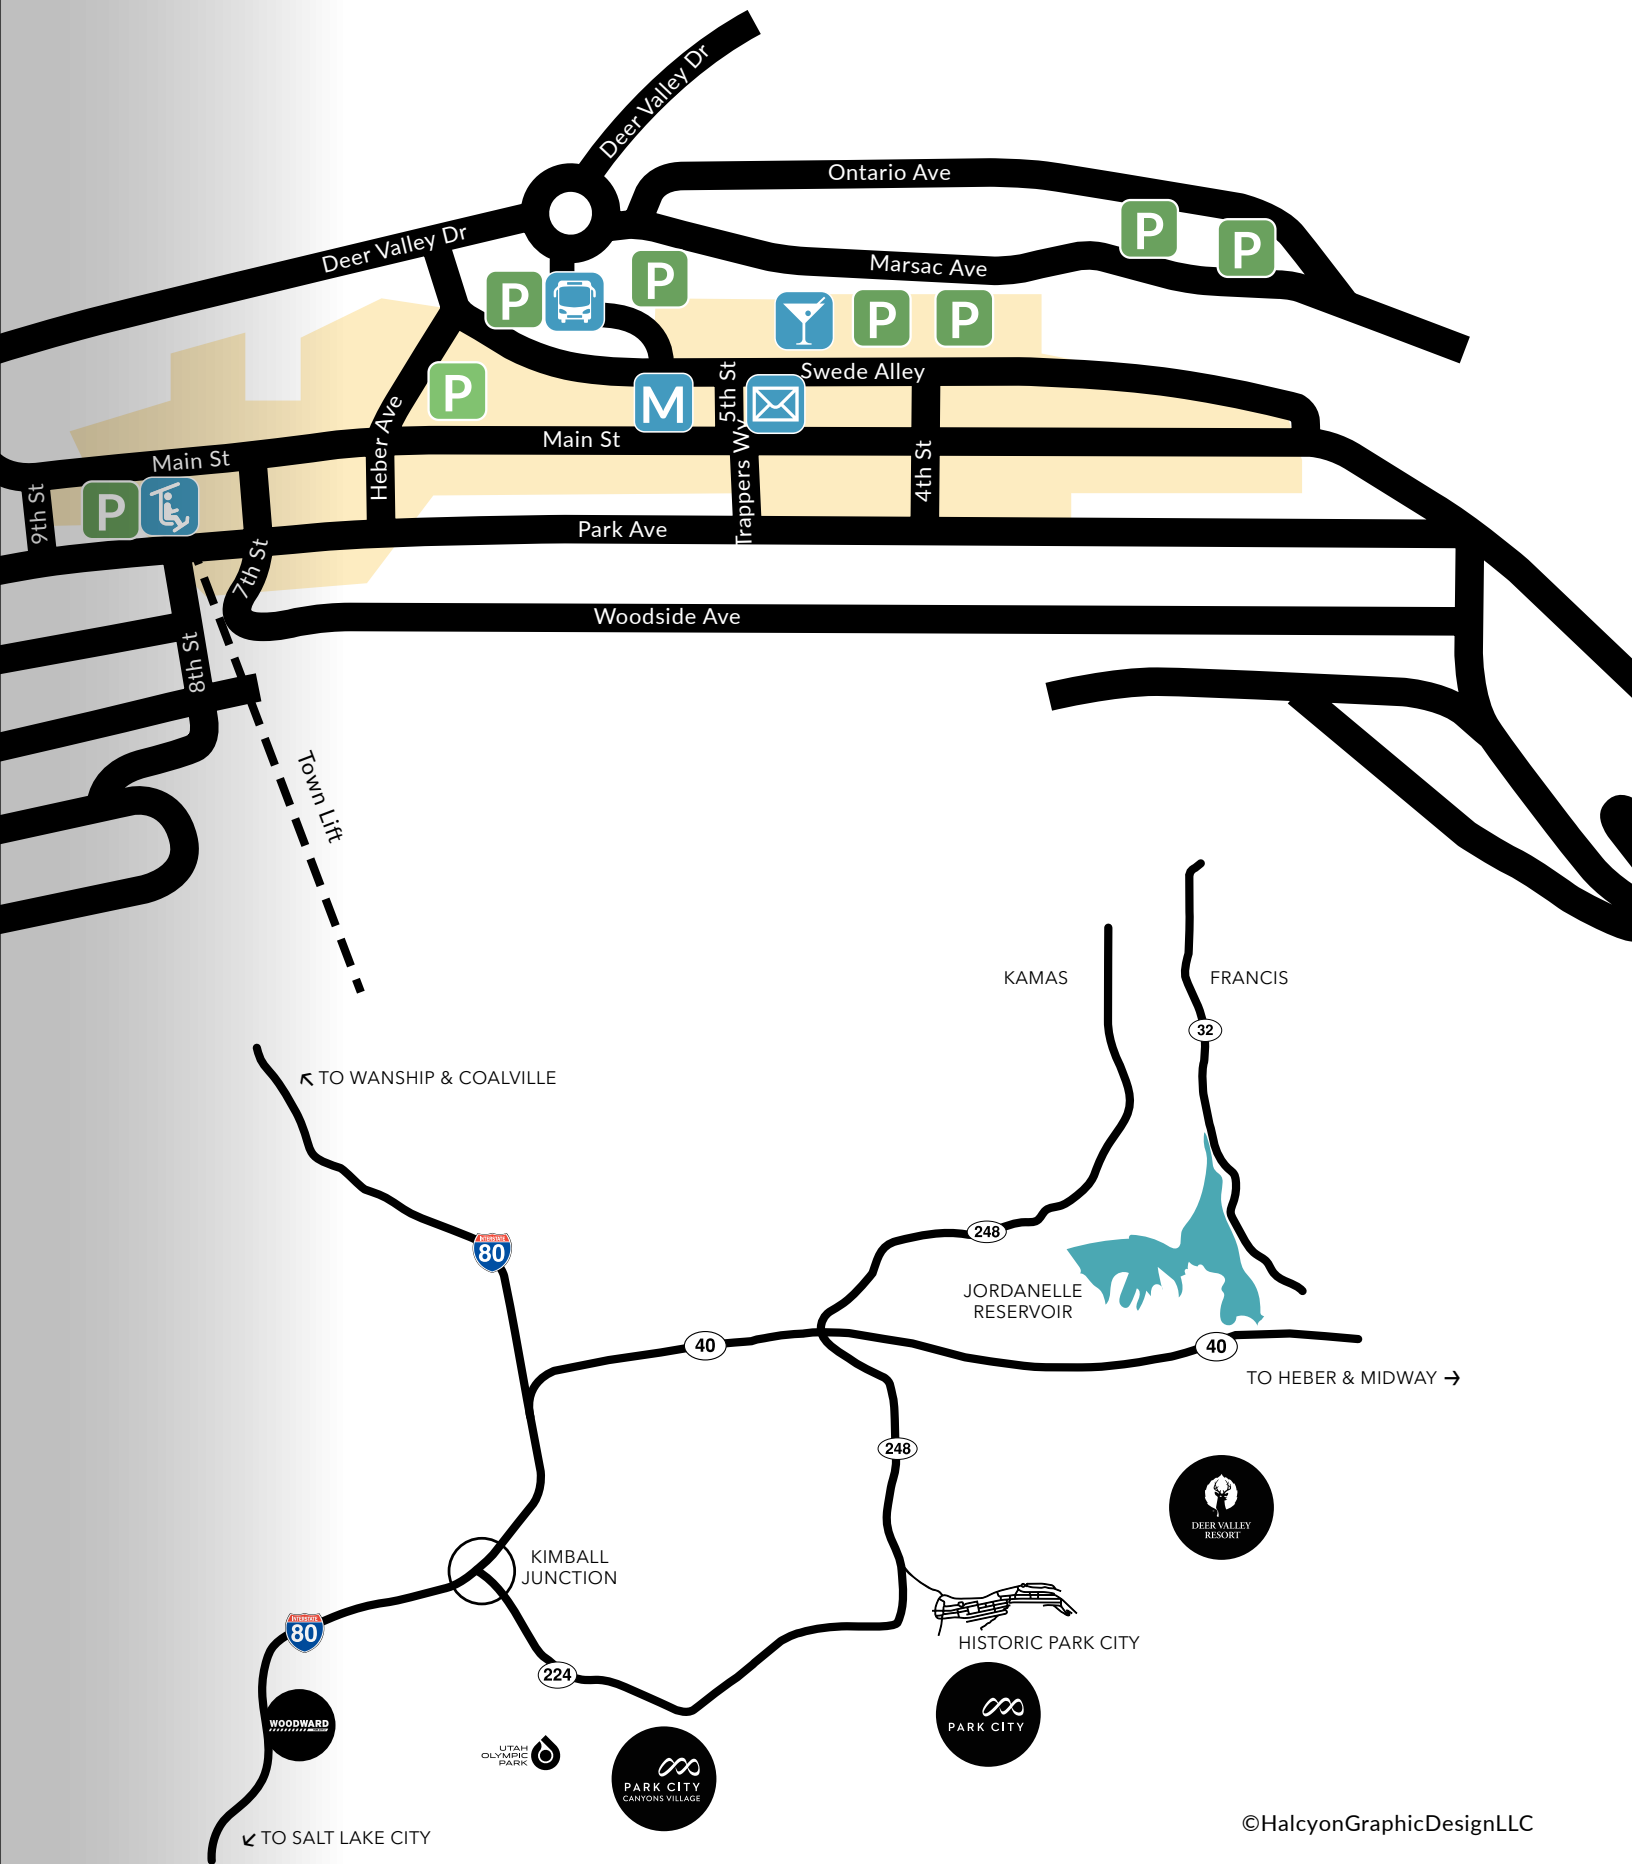 Deer Valley Dr
Ontario Ave
Deer Valley Dr
Marsac Ave
P
P
P
P
P
P
Swede Alley
P
M
5th St
Main St
Heber Ave
Trappers Wy
4th St
Main St
9th St
P
Park Ave
7th St
Woodside Ave
8th St
Town Lift
KAMAS
FRANCIS
32
TO WANSHIP & COALVILLE
INTERSTATE
80
248
JORDANELLE
RESERVOIR
40
40
TO HEBER & MIDWAY
248
DEER VALLEY
RESORT
KIMBALL
JUNCTION
INTERSTATE
80
HISTORIC PARK CITY
224
WOODWARD
PARK CITY
UTAH
OLYMPIC
PARK
PARK CITY
CANYONS VILLAGE
TO SALT LAKE CITY
©HalcyonGraphicDesignLLC